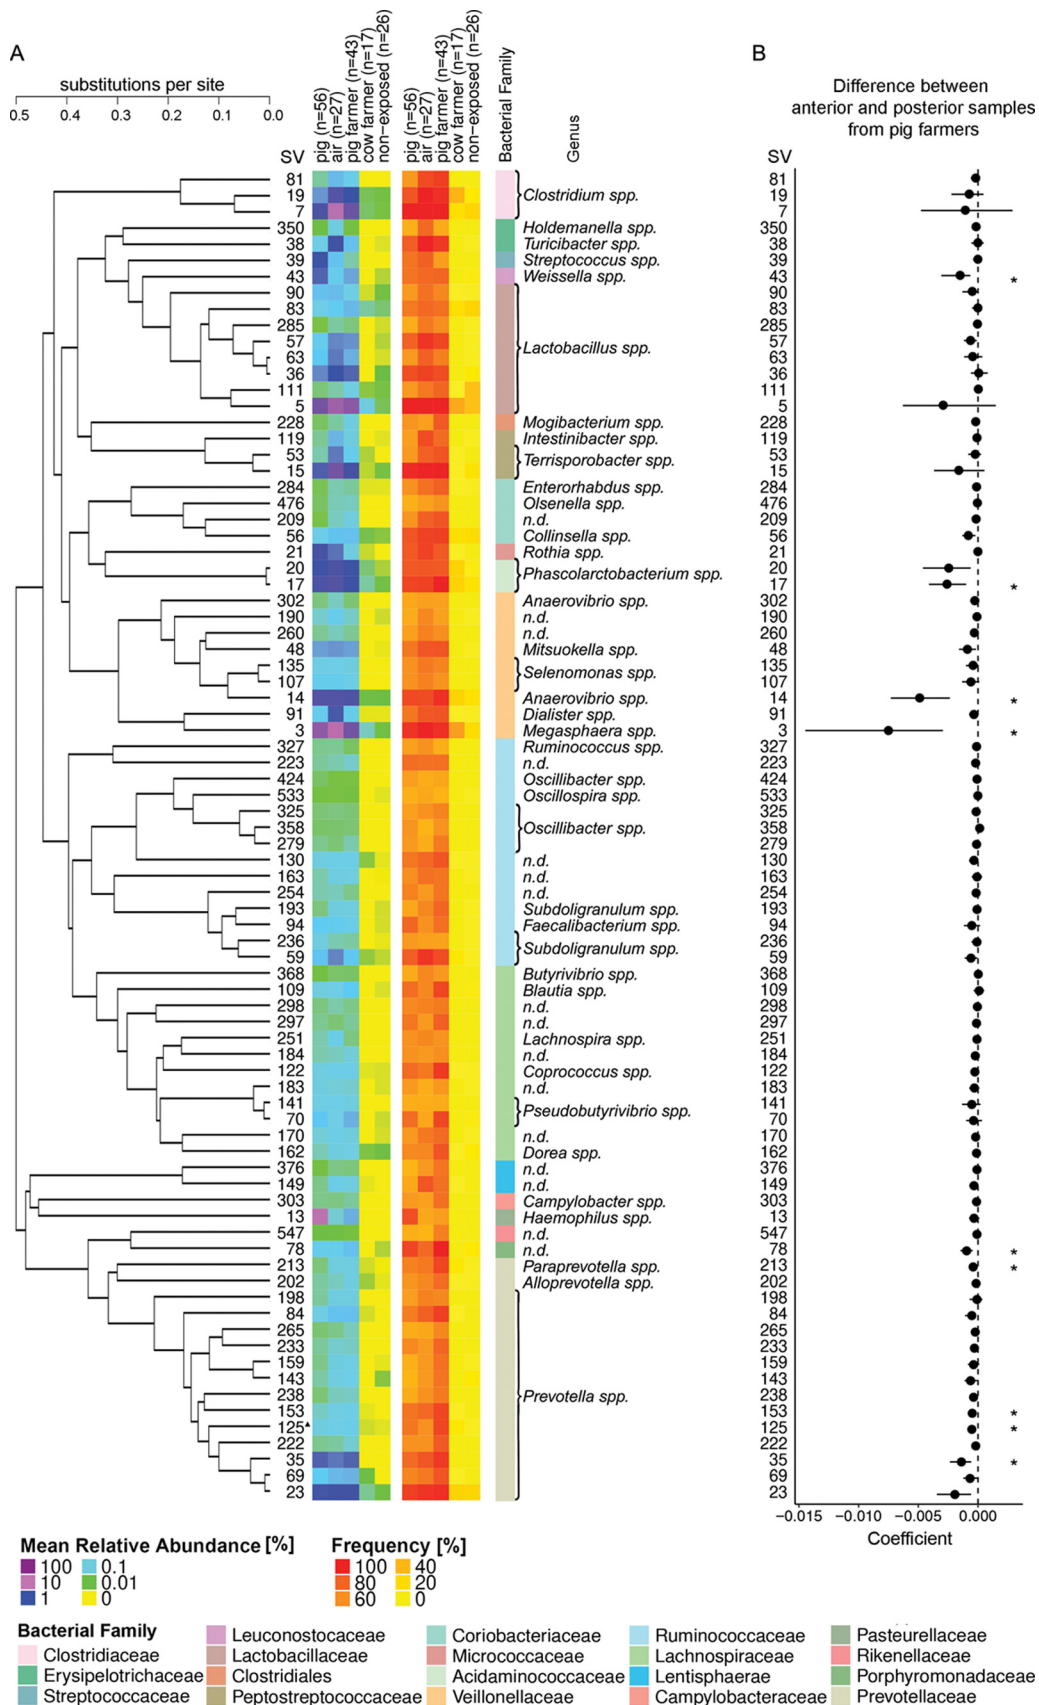 A
B
substitutions per site
0.5 0.4 0.3 0.2 0.1 0.0
SV
pig (n=56)
air (n=27)
pig farmer (n=43)
cow farmer (n=17)
non-exposed (n=26)
pig (n=56)
air (n=27)
pig farmer (n=43)
cow farmer (n=17)
non-exposed (n=26)
Bacterial Family
Genus
Difference between
anterior and posterior samples
from pig farmers
SV
81 81
19 Clostridium spp. 19
7 7
350 Holdemanella spp. 350
38 Turicibacter spp. 38
39 Streptococcus spp. 39
43 Weissella spp. 43 *
90 90
83 83
285 285
57 Lactobacillus spp. 57
63 63
36 36
111 111
5 5
228 Mogibacterium spp. 228
119 Intestinibacter spp. 119
53 Terrisporobacter spp. 53
15 15
284 Enterorhabdus spp. 284
476 Olsenella spp. 476
209 n.d. 209
56 Collinsella spp. 56
21 Rothia spp. 21
20 Phascolarctobacterium spp. 20
17 17 *
302 Anaerovibrio spp. 302
190 n.d. 190
260 n.d. 260
48 Mitsuokella spp. 48
135 Selenomonas spp. 135
107 107
14 Anaerovibrio spp. 14 *
91 Dialister spp. 91
3 Megasphaera spp. 3 *
327 Ruminococcus spp. 327
223 n.d. 223
424 Oscillibacter spp. 424
533 Oscillospira spp. 533
325 325
358 Oscillibacter spp. 358
279 279
130 n.d. 130
163 n.d. 163
254 n.d. 254
193 Subdoligranulum spp. 193
94 Faecalibacterium spp. 94
236 Subdoligranulum spp. 236
59 59
368 Butyrivibrio spp. 368
109 Blautia spp. 109
298 n.d. 298
297 n.d. 297
251 Lachnospira spp. 251
184 n.d. 184
122 Coprococcus spp. 122
183 n.d. 183
141 Pseudobutyrivibrio spp. 141
70 70
170 n.d. 170
162 Dorea spp. 162
376 n.d. 376
149 n.d. 149
303 Campylobacter spp. 303
13 Haemophilus spp. 13
547 n.d. 547
78 n.d. 78 *
213 Paraprevotella spp. 213 *
202 Alloprevotella spp. 202
198 198
84 84
265 265
233 233
159 159
143 143
238 Prevotella spp. 238
153 153 *
125▲ 125 *
222 222
35 35 *
69 69
23 23
−0.015 −0.010 −0.005 0.000
Coefficient
Mean Relative Abundance [%]
100 0.1
10 0.01
1 0
Frequency [%]
100 40
80 20
60 0
Bacterial Family
Clostridiaceae
Erysipelotrichaceae
Streptococcaceae
Leuconostocaceae
Lactobacillaceae
Clostridiales
Peptostreptococcaceae
Coriobacteriaceae
Micrococcaceae
Acidaminococcaceae
Veillonellaceae
Ruminococcaceae
Lachnospiraceae
Lentisphaerae
Campylobacteraceae
Pasteurellaceae
Rikenellaceae
Porphyromonadaceae
Prevotellaceae